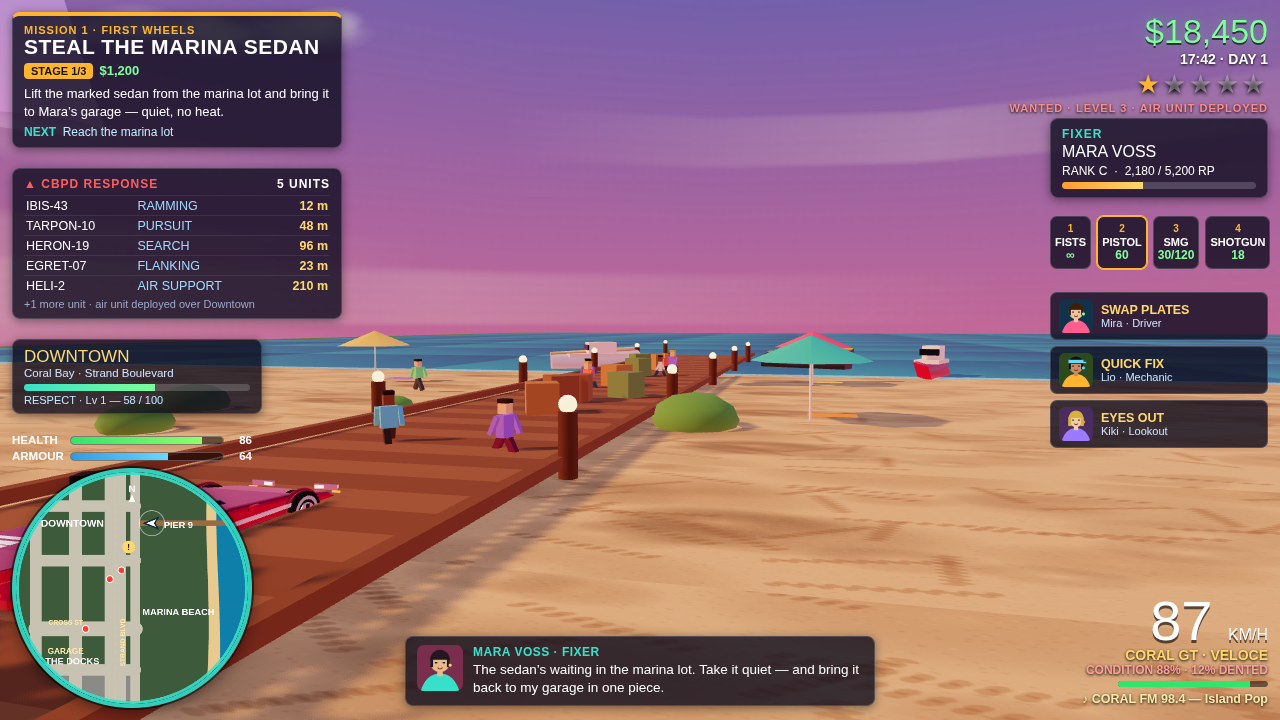 MISSION 1 · FIRST WHEELS
STEAL THE MARINA SEDAN
STAGE 1/3 $1,200
Lift the marked sedan from the marina lot and bring it
to Mara's garage — quiet, no heat.
NEXT Reach the marina lot
▲ CBPD RESPONSE 5 UNITS
IBIS-43 RAMMING 12 m
TARPON-10 PURSUIT 48 m
HERON-19 SEARCH 96 m
EGRET-07 FLANKING 23 m
HELI-2 AIR SUPPORT 210 m
+1 more unit · air unit deployed over Downtown
DOWNTOWN
Coral Bay · Strand Boulevard
RESPECT · Lv 1 — 58 / 100
HEALTH 86
ARMOUR 64
N
DOWNTOWN
PIER 9
!
MARINA BEACH
CROSS ST
STRAND BLVD
GARAGE
THE DOCKS
$18,450
17:42 · DAY 1
★★★★★
WANTED · LEVEL 3 · AIR UNIT DEPLOYED
FIXER
MARA VOSS
RANK C · 2,180 / 5,200 RP
1 FISTS ∞
2 PISTOL 60
3 SMG 30/120
4 SHOTGUN 18
SWAP PLATES
Mira · Driver
QUICK FIX
Lio · Mechanic
EYES OUT
Kiki · Lookout
MARA VOSS · FIXER
The sedan's waiting in the marina lot. Take it quiet — and bring it
back to my garage in one piece.
87 KM/H
CORAL GT · VELOCE
CONDITION 88% · 12% DENTED
♪ CORAL FM 98.4 — Island Pop